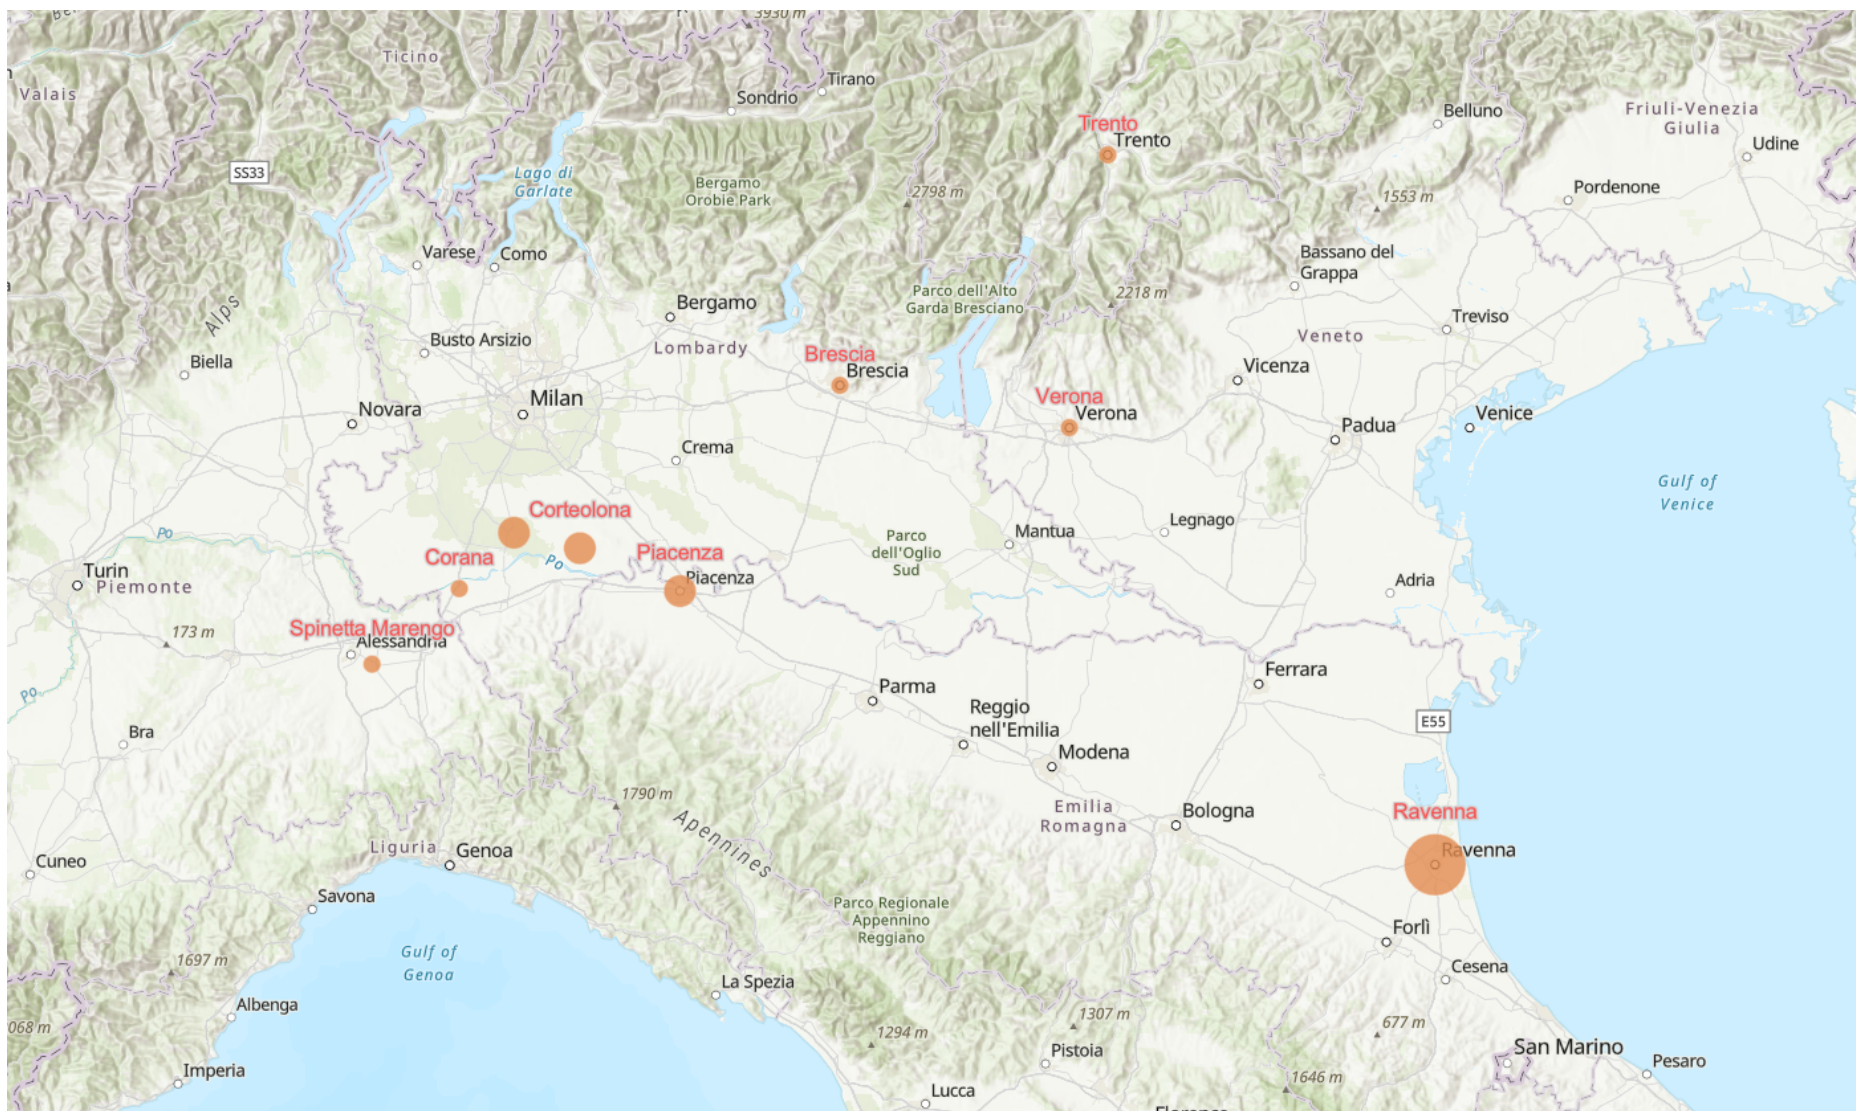 3930 m
Ticino
Valais
Tirano
Sondrio
Belluno
Friuli-Venezia
Giulia
Trento
Trento
Udine
SS33
Lago di
Garlate
Bergamo
Orobie Park
2798 m
1553 m
Pordenone
Varese
Como
Bassano del
Grappa
Parco dell'Alto
Garda Bresciano
2218 m
Alps
Bergamo
Treviso
Busto Arsizio
Lombardy
Veneto
Biella
Brescia
Brescia
Vicenza
Milan
Verona
Verona
Novara
Padua
Venice
Crema
Gulf of
Venice
Corteolona
Legnago
Po
Parco
dell'Oglio
Sud
Mantua
Corana
Po
Piacenza
Piacenza
Turin
Piemonte
Adria
173 m
Spinetta Marengo
Alessandria
Ferrara
Po
Parma
Reggio
nell'Emilia
E55
Bra
Modena
1790 m
Emilia
Romagna
Bologna
Ravenna
Apennines
Liguria
Genoa
Ravenna
Cuneo
Savona
Parco Regionale
Appennino
Reggiano
Forlì
Gulf of
Genoa
1697 m
Cesena
La Spezia
Albenga
1307 m
068 m
1294 m
677 m
Pistoia
San Marino
Pesaro
Imperia
1646 m
Lucca
Florence